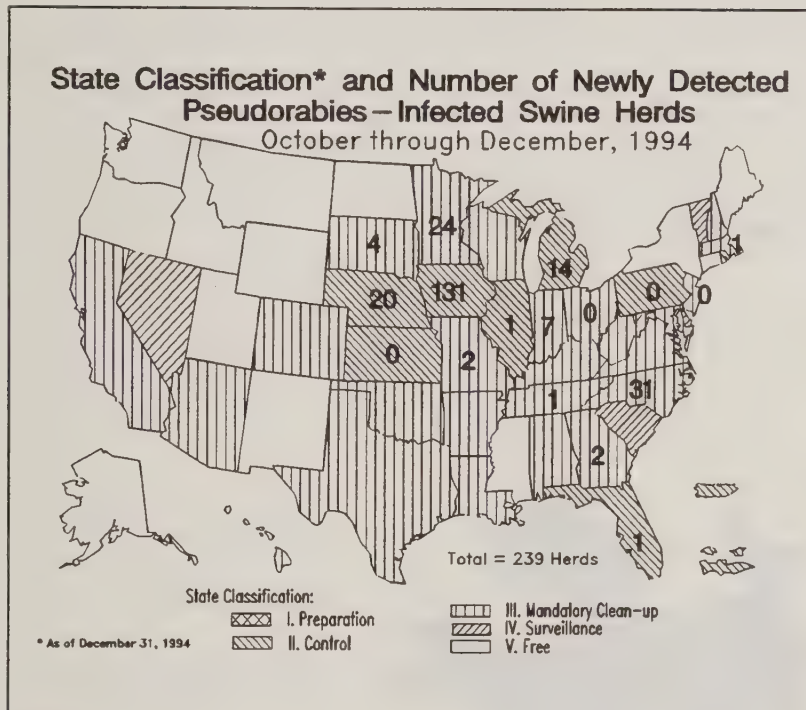 State Classification* and Number of Newly Detected
Pseudorabies – Infected Swine Herds
October through December, 1994
24
4
1
14
20
131
0
0
1
7
0
0
2
1
31
2
1
Total = 239 Herds
State Classification:
I. Preparation
II. Control
III. Mandatory Clean-up
IV. Surveillance
V. Free
* As of December 31, 1994